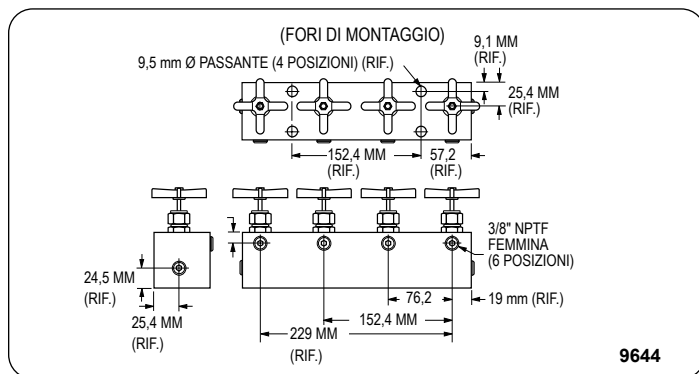 (FORI DI MONTAGGIO)
9,5 mm Ø PASSANTE (4 POSIZIONI) (RIF.)
9,1 MM
(RIF.)
25,4 MM
(RIF.)
152,4 MM
(RIF.)
57,2
(RIF.)
3/8" NPTF
FEMMINA
(6 POSIZIONI)
24,5 MM
(RIF.)
25,4 MM
(RIF.)
76,2
19 mm (RIF.)
152,4MM
229 MM
(RIF.)
9644